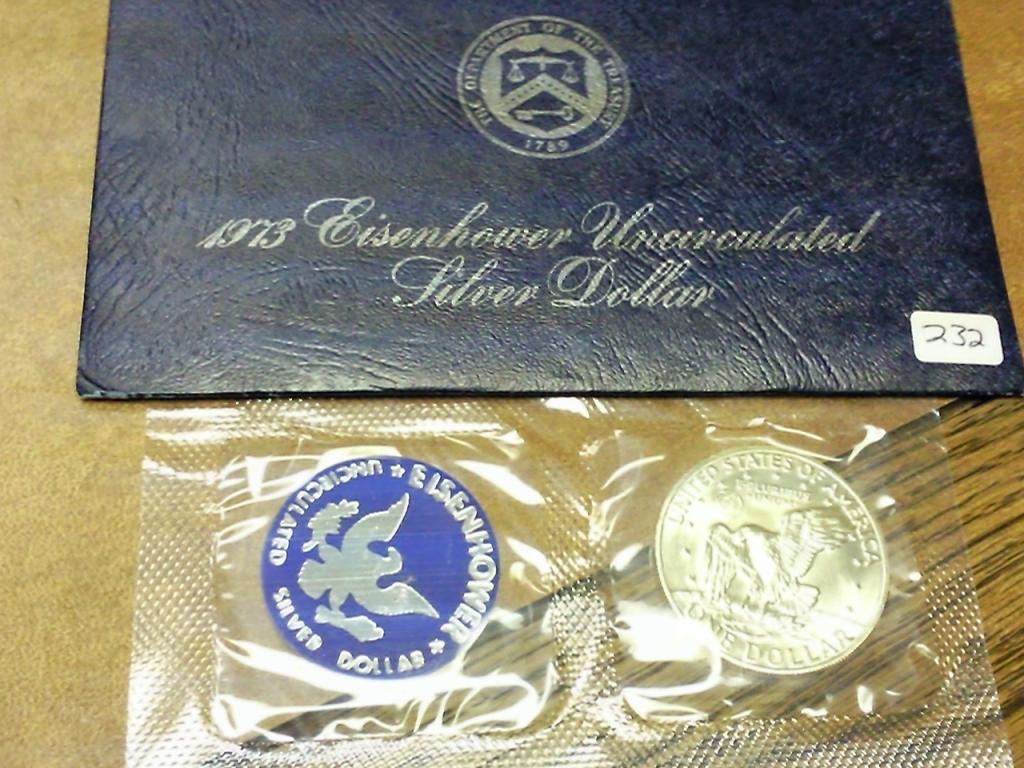 THE DEPARTMENT OF THE TREASURY
1789
1973 Eisenhower Uncirculated
Silver Dollar
232
EISENHOWER
UNCIRCULATED
SILVER DOLLAR
UNITED STATES OF AMERICA
ONE DOLLAR